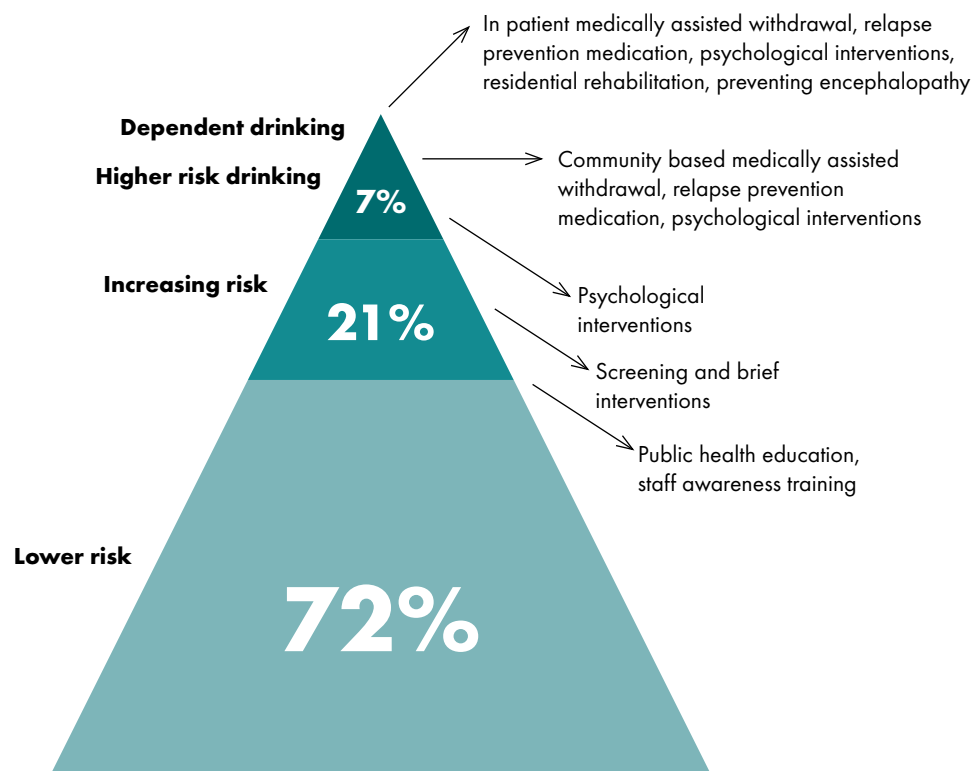 In patient medically assisted withdrawal, relapse
prevention medication, psychological interventions,
residential rehabilitation, preventing encephalopathy
Dependent drinking
Higher risk drinking
7%
Community based medically assisted
withdrawal, relapse prevention
medication, psychological interventions
Increasing risk
21%
Psychological
interventions
Screening and brief
interventions
Public health education,
staff awareness training
Lower risk
72%